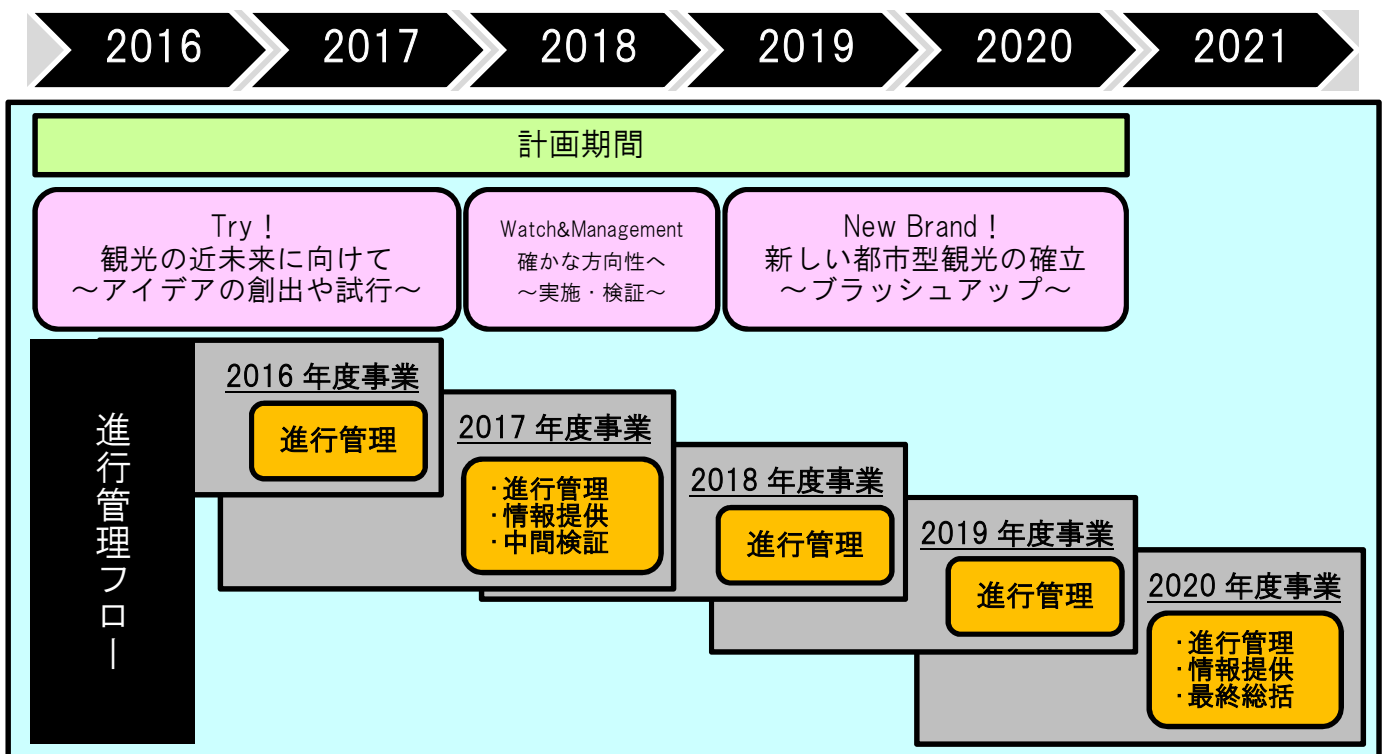 2016
2017
2018
2019
2020
2021
計画期間
Try！
観光の近未来に向けて
～アイデアの創出や試行～
Watch&Management
確かな方向性へ
～実施・検証～
New Brand！
新しい都市型観光の確立
～ブラッシュアップ～
進行管理フロー
2016 年度事業
進行管理
2017 年度事業
・進行管理
・情報提供
・中間検証
2018 年度事業
進行管理
2019 年度事業
進行管理
2020 年度事業
・進行管理
・情報提供
・最終総括